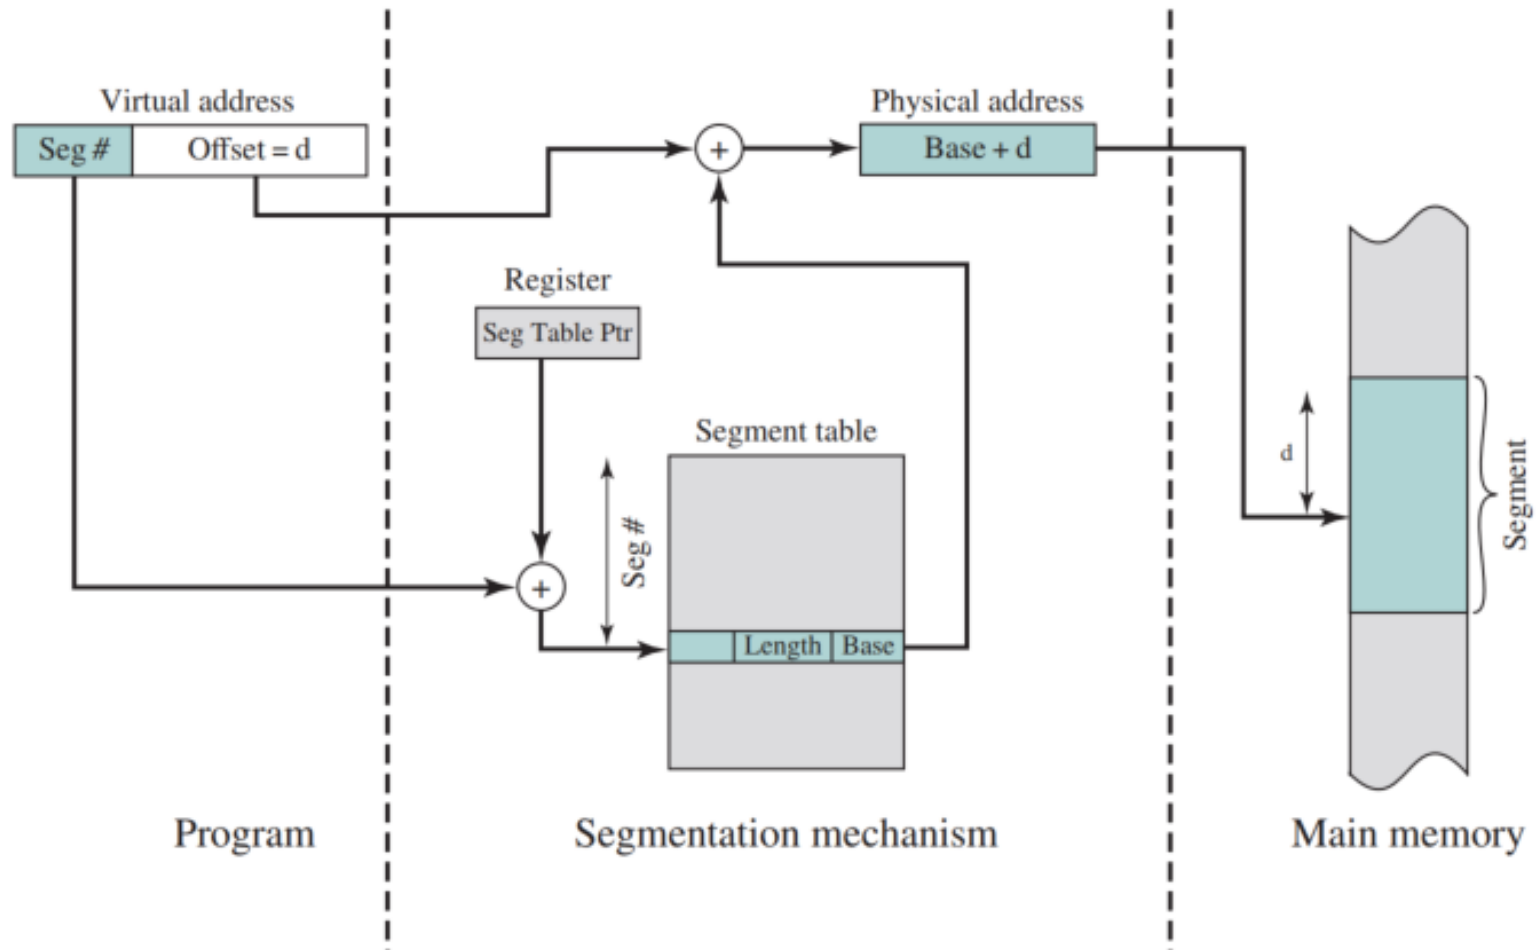 Virtual address
Physical address
Seg # Offset = d
+
Base + d
Register
Seg Table Ptr
Segment table
d
Segment
Seg #
+
Length Base
Program
Segmentation mechanism
Main memory